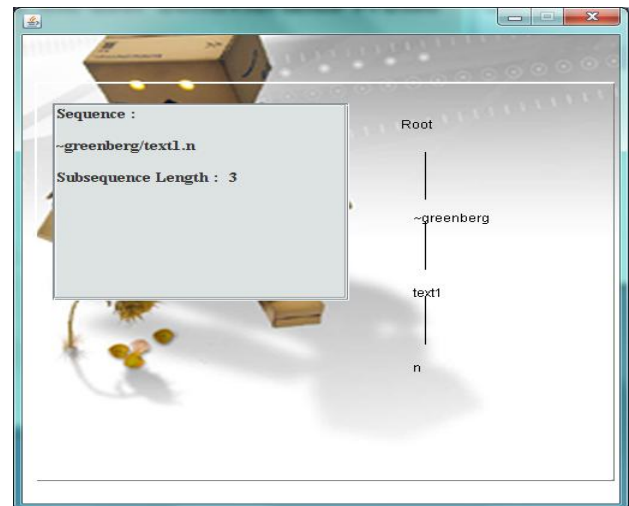 Sequence :
~greenberg/text1.n
Subsequence Length : 3
Root
~greenberg
text1
n